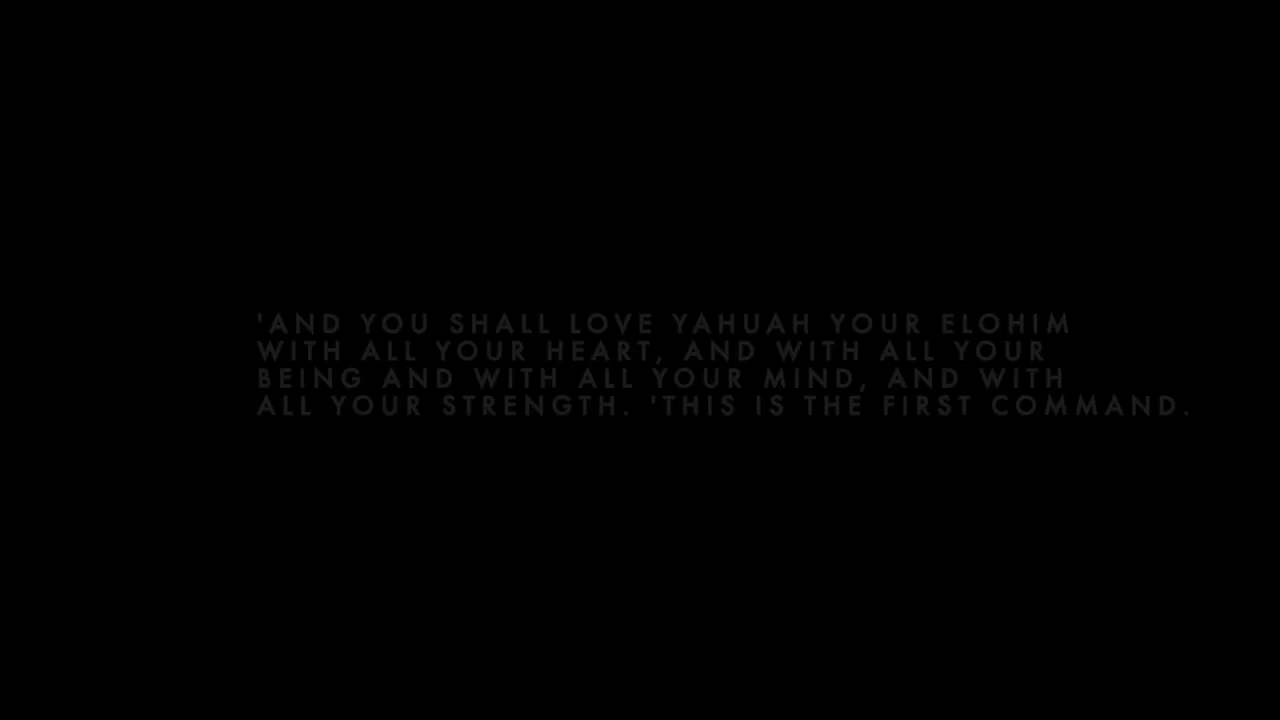 'AND YOU SHALL LOVE YAHUAH YOUR ELOHIM
WITH ALL YOUR HEART, AND WITH ALL YOUR
BEING AND WITH ALL YOUR MIND, AND WITH
ALL YOUR STRENGTH. 'THIS IS THE FIRST COMMAND.